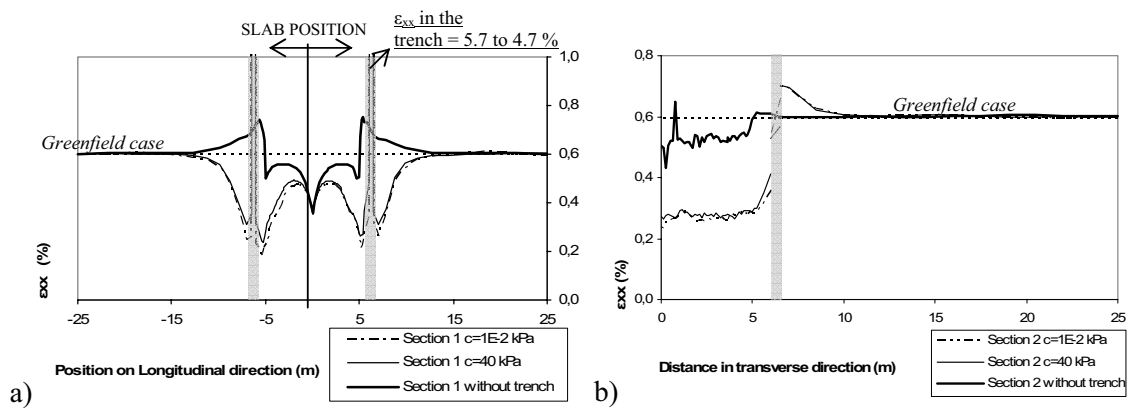 SLAB POSITION
εxx in the
trench = 5.7 to 4.7 %
1,0
0,8
0,6
0,4
0,2
0,0
Greenfield case
εxx (%)
-25
-15
-5
5
15
25
Position on Longitudinal direction (m)
Section 1 c=1E-2 kPa
Section 1 c=40 kPa
Section 1 without trench
a)
0,8
0,6
0,4
0,2
0,0
Greenfield case
εxx (%)
0
5
10
15
20
25
Distance in transverse direction (m)
Section 2 c=1E-2 kPa
Section 2 c=40 kPa
Section 2 without trench
b)